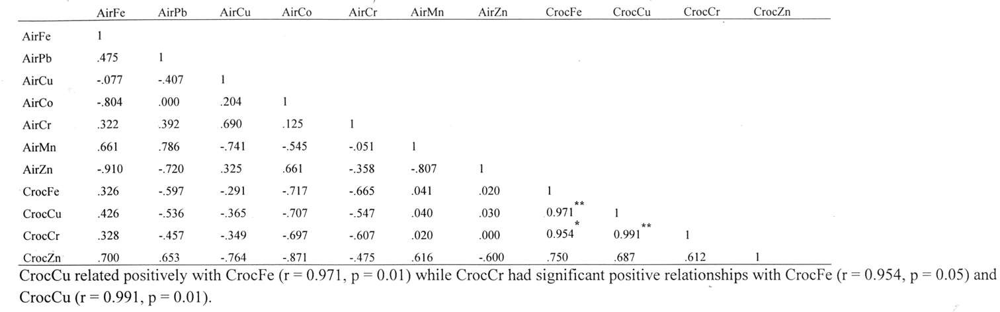 AirFe AirPb AirCu AirCo AirCr AirMn AirZn CrocFe CrocCu CrocCr CrocZn
AirFe 1
AirPb .475 1
AirCu -.077 -.407 1
AirCo -.804 .000 .204 1
AirCr .322 .392 .690 .125 1
AirMn .661 .786 -.741 -.545 -.051 1
AirZn -.910 -.720 .325 .661 -.358 -.807 1
CrocFe .326 -.597 -.291 -.717 -.665 .041 .020 1
CrocCu .426 -.536 -.365 -.707 -.547 .040 .030 0.971** 1
CrocCr .328 -.457 -.349 -.697 -.607 .020 .000 0.954* 0.991** 1
CrocZn .700 .653 -.764 -.871 -.475 .616 -.600 .750 .687 .612 1
CrocCu related positively with CrocFe (r = 0.971, p = 0.01) while CrocCr had significant positive relationships with CrocFe (r = 0.954, p = 0.05) and
CrocCu (r = 0.991, p = 0.01).